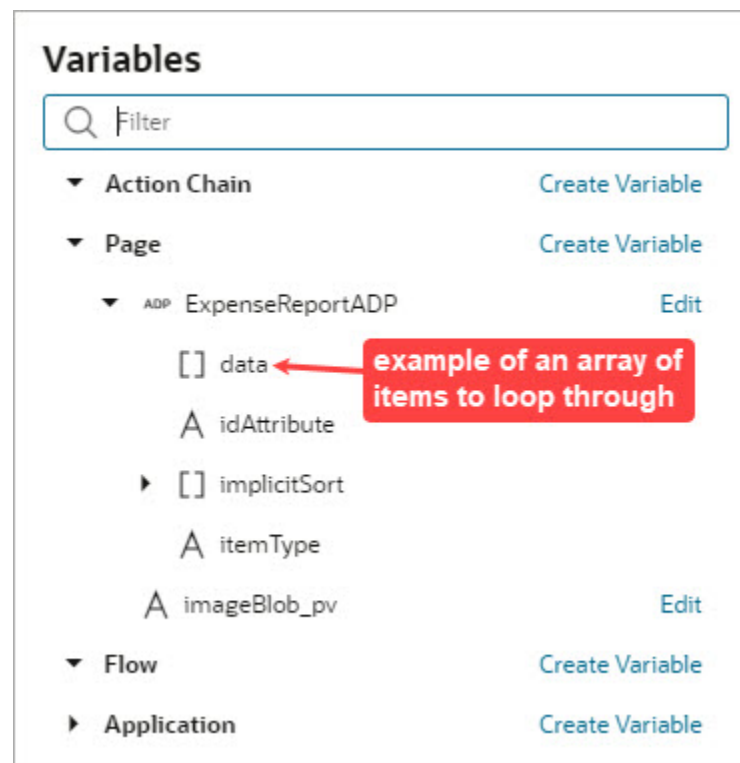 Variables
Filter
Action Chain Create Variable
Page Create Variable
ADP ExpenseReportADP Edit
[] data example of an array of
items to loop through
A idAttribute
[] implicitSort
A itemType
A imageBlob_pv Edit
Flow Create Variable
Application Create Variable